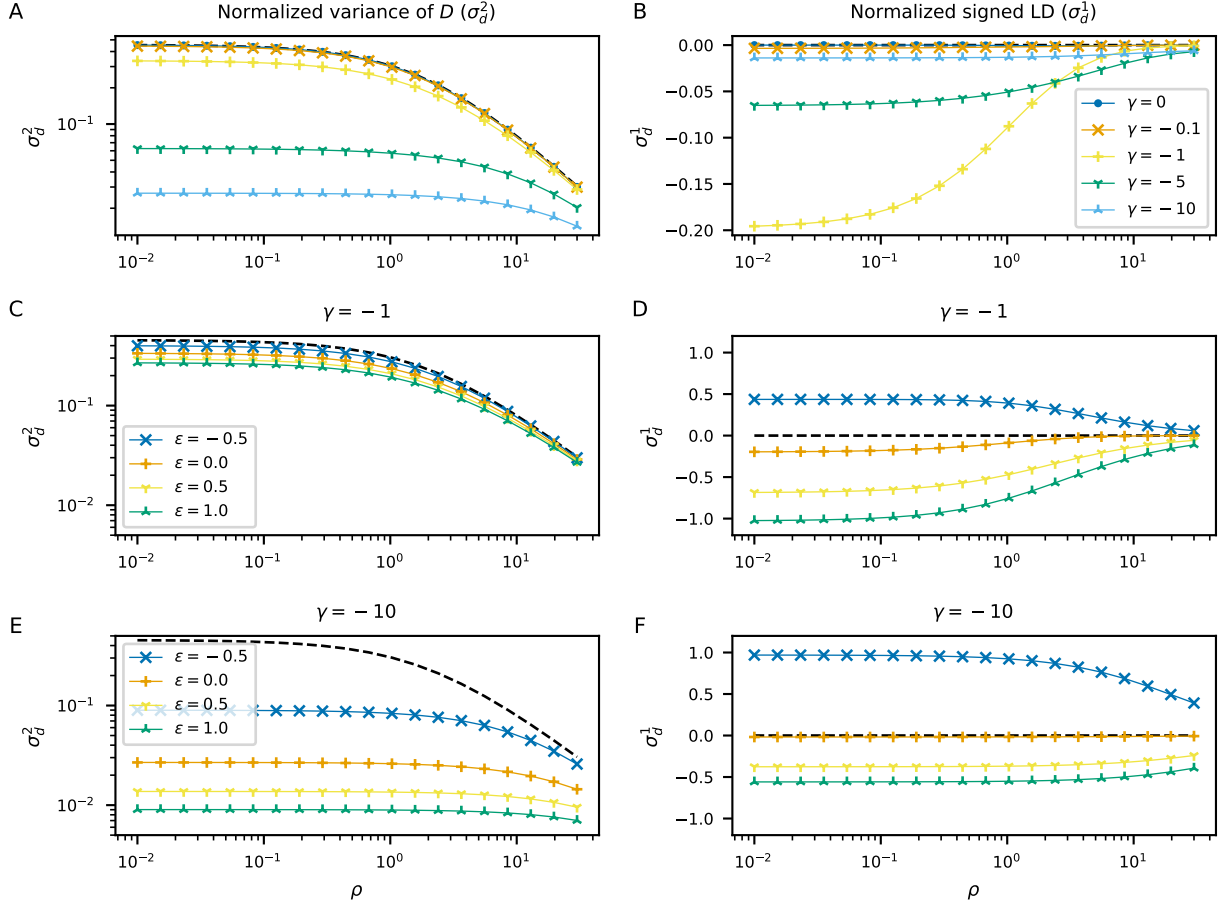 A
Normalized variance of D (σ_d^2)
B
Normalized signed LD (σ_d^1)
σ_d^2
10^{-1}
10^{-2} 10^{-1} 10^0 10^1
σ_d^1
0.00
−0.05
−0.10
−0.15
−0.20
γ = 0
γ = −0.1
γ = −1
γ = −5
γ = −10
10^{-2} 10^{-1} 10^0 10^1
C
γ = −1
D
γ = −1
σ_d^2
10^{-1}
10^{-2}
ε = −0.5
ε = 0.0
ε = 0.5
ε = 1.0
10^{-2} 10^{-1} 10^0 10^1
σ_d^1
1.0
0.5
0.0
−0.5
−1.0
10^{-2} 10^{-1} 10^0 10^1
E
γ = −10
F
γ = −10
σ_d^2
10^{-1}
10^{-2}
ε = −0.5
ε = 0.0
ε = 0.5
ε = 1.0
10^{-2} 10^{-1} 10^0 10^1
ρ
σ_d^1
1.0
0.5
0.0
−0.5
−1.0
10^{-2} 10^{-1} 10^0 10^1
ρ